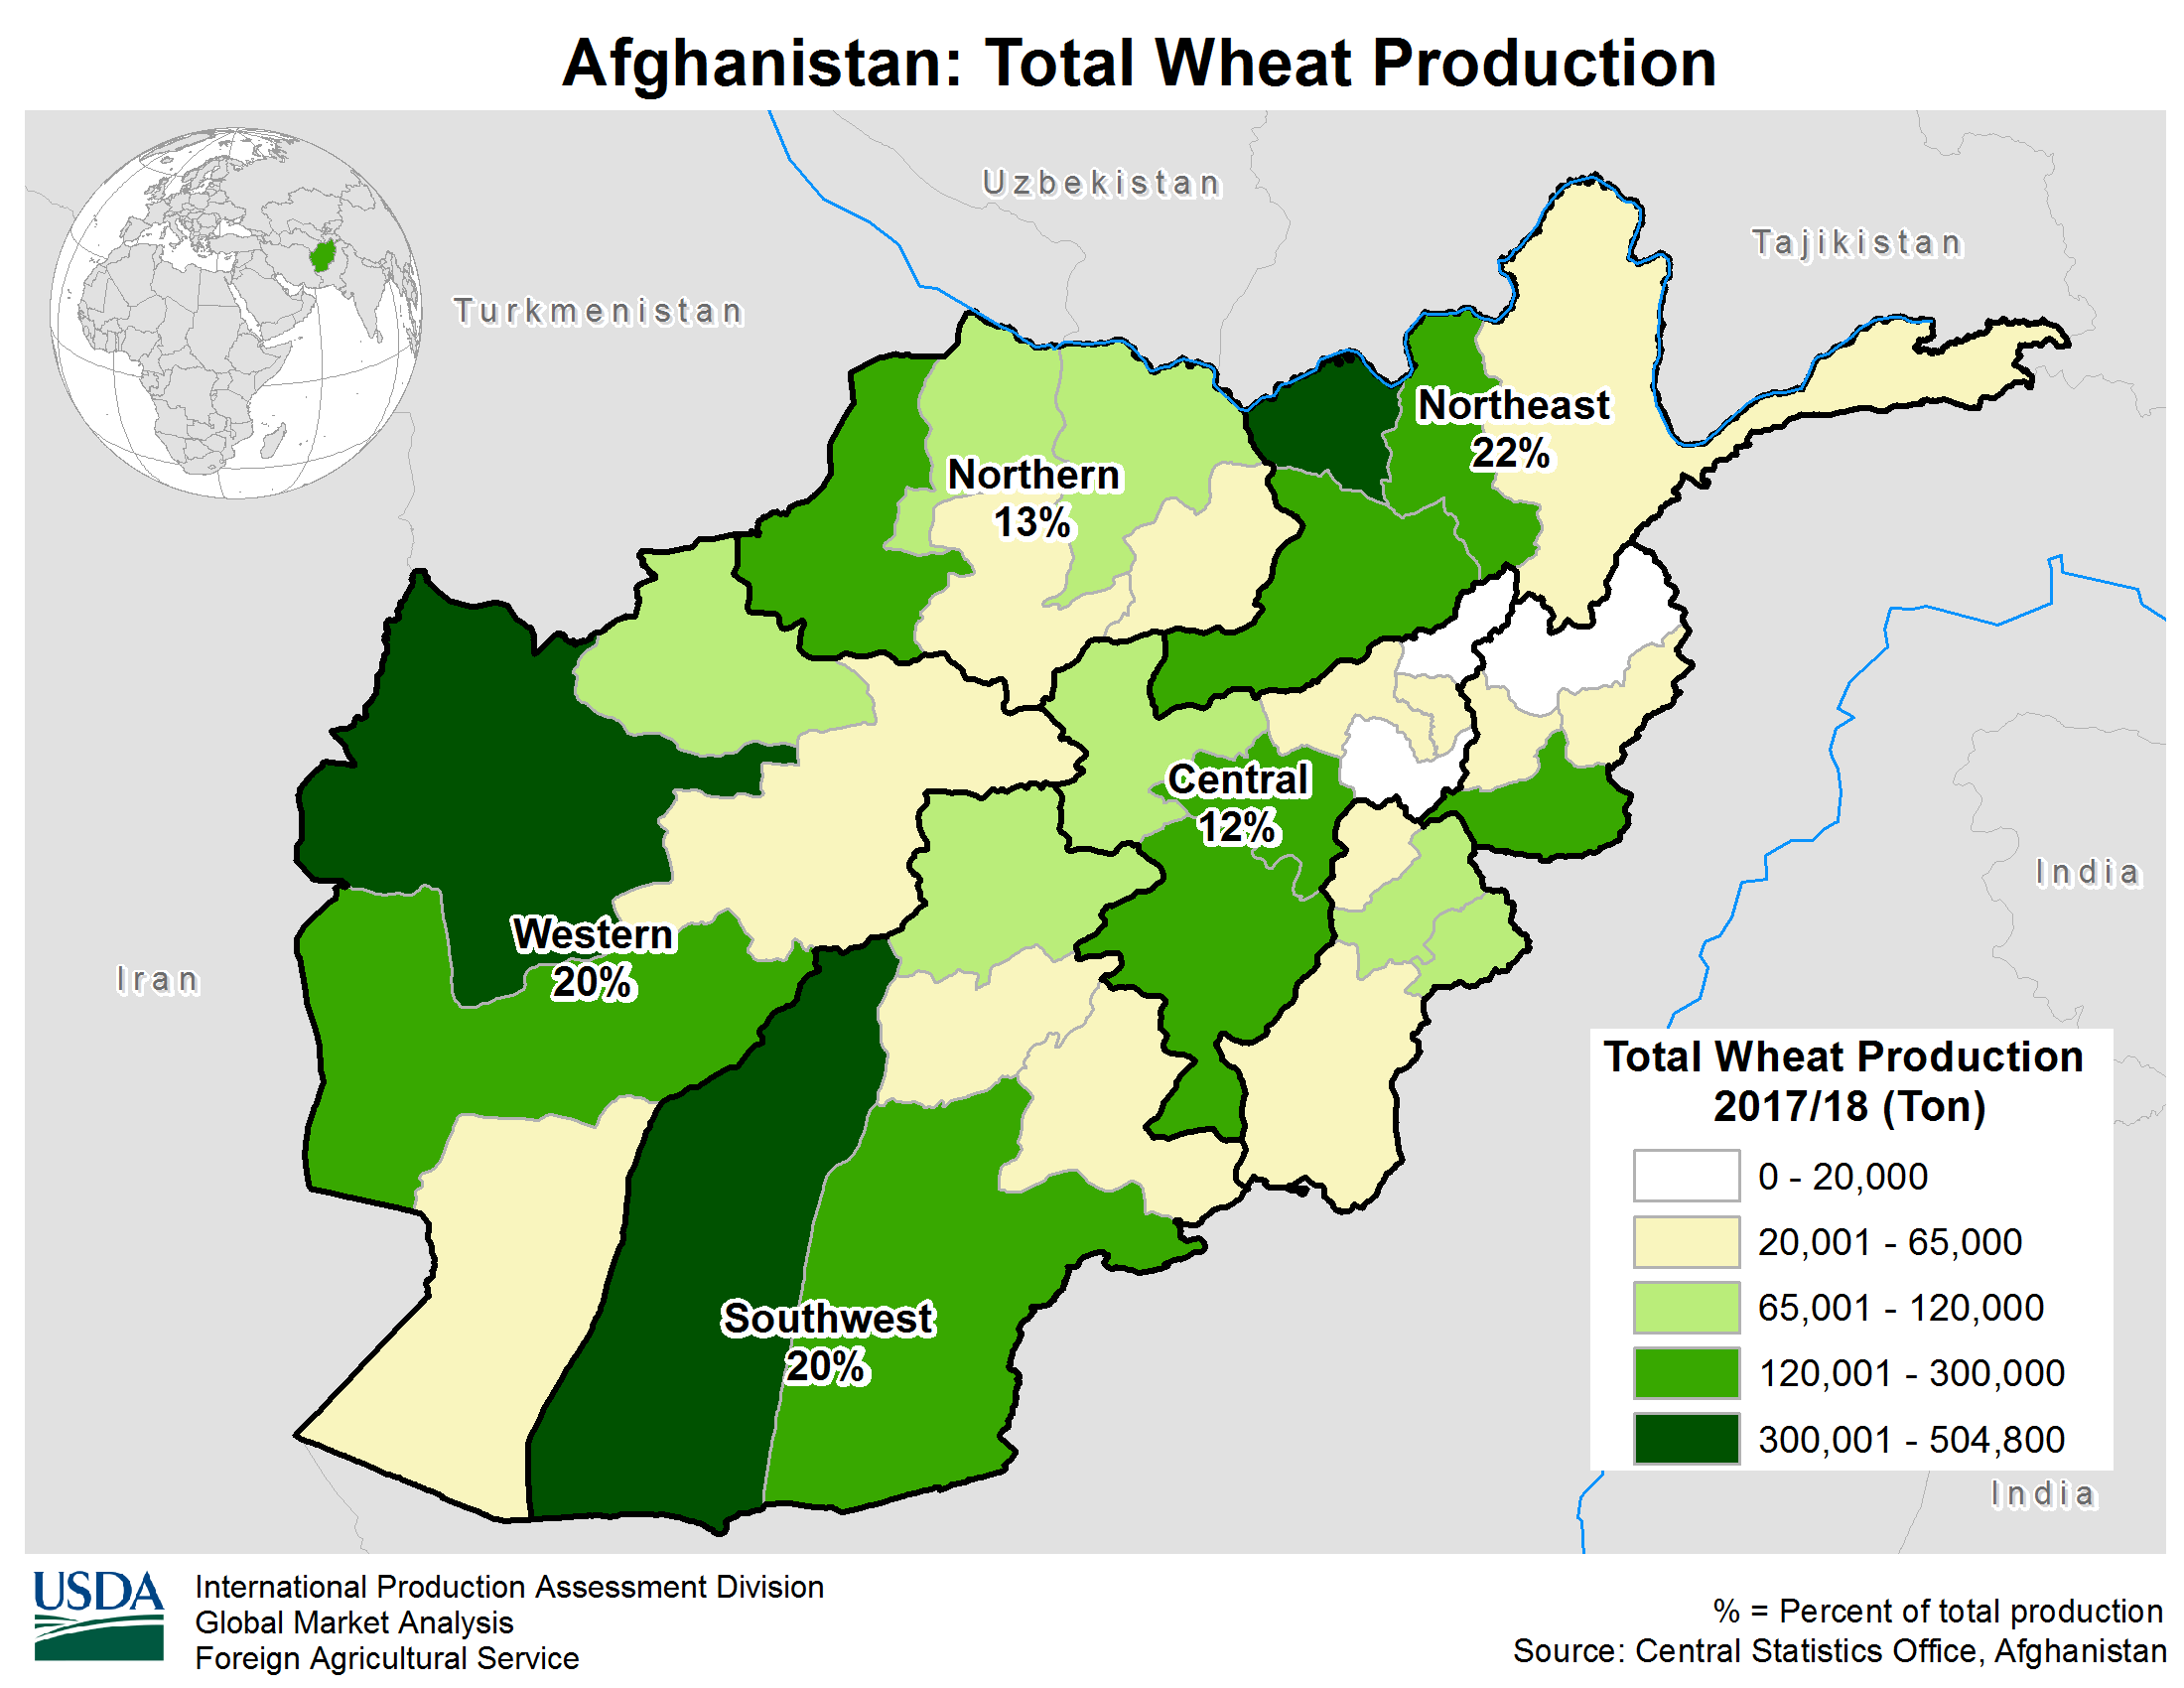 Afghanistan: Total Wheat Production
Uzbekistan
Tajikistan
Turkmenistan
Northeast
22%
Northern
13%
Central
12%
India
Western
20%
Iran
Southwest
20%
Total Wheat Production
2017/18 (Ton)
0 - 20,000
20,001 - 65,000
65,001 - 120,000
120,001 - 300,000
300,001 - 504,800
India
USDA
International Production Assessment Division
Global Market Analysis
Foreign Agricultural Service
% = Percent of total production
Source: Central Statistics Office, Afghanistan